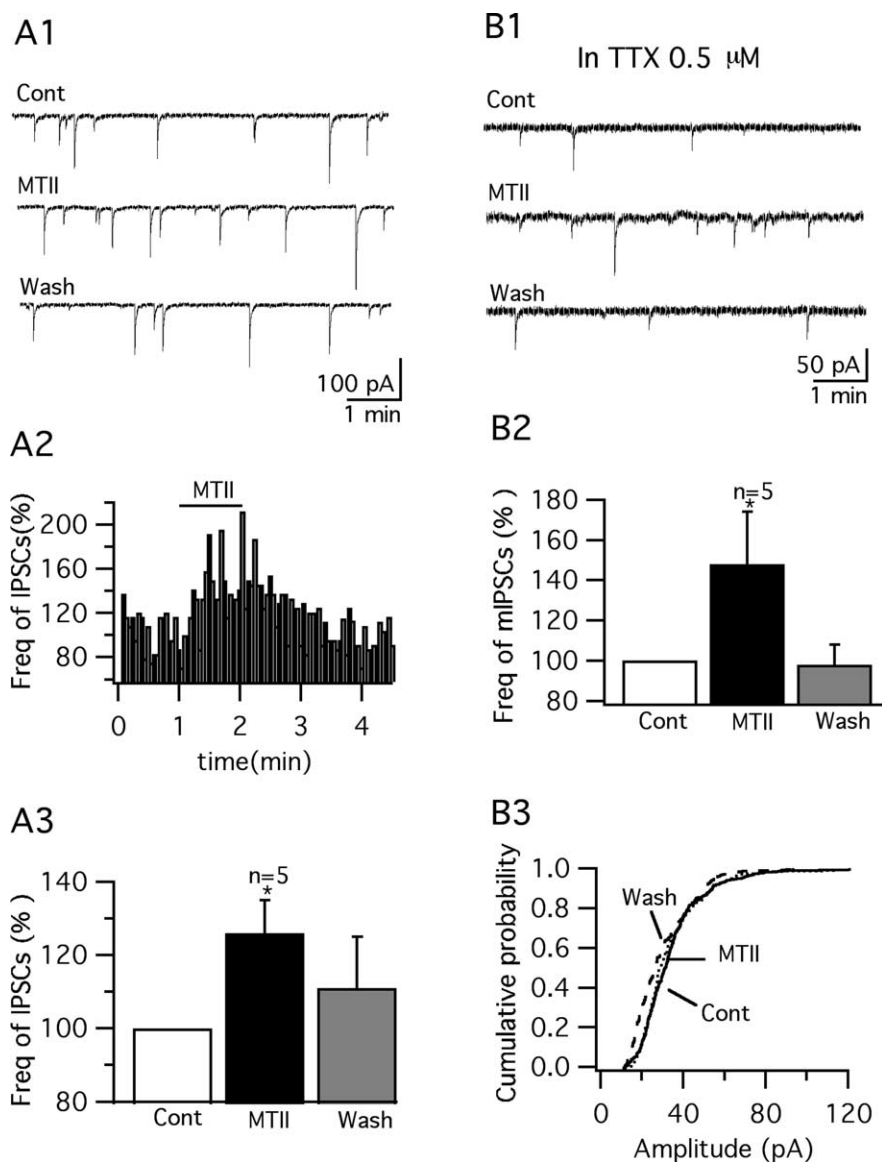 A1
Cont
MTII
Wash
100 pA
1 min
B1
In TTX 0.5 μM
Cont
MTII
Wash
50 pA
1 min
A2
Freq of IPSCs(%)
200
160
120
80
MTII
0 1 2 3 4
time(min)
B2
Freq of mIPSCs (%)
180
160
140
120
100
80
n=5
*
Cont MTII Wash
A3
Freq of IPSCs (%)
140
120
100
80
n=5
*
Cont MTII Wash
B3
Cumulative probability
1.0
0.8
0.6
0.4
0.2
0.0
Wash
MTII
Cont
0 40 80 120
Amplitude (pA)